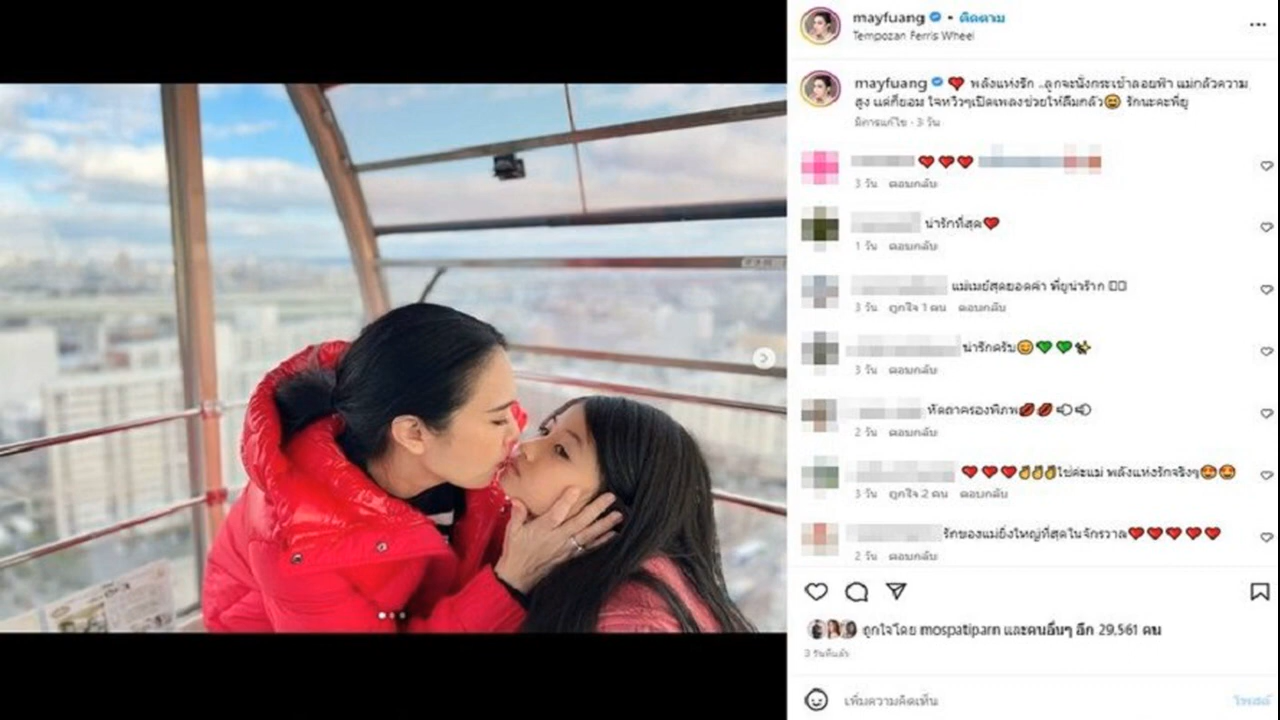 mayfuang • ติดตาม
Tempozan Ferris Wheel
mayfuang ❤️ พลังแห่งรัก ..ลูกจะนั่งกระเช้าลอยฟ้า แม่กลัวความ
สูง แต่ก็ยอม ใจหวิวๆเปิดเพลงช่วยให้ลืมกลัว😄 รักนะคะพี่ยู
มีการแก้ไข · 3 วัน
❤️❤️❤️
3 วัน ตอบกลับ
น่ารักที่สุด❤️
1 วัน ตอบกลับ
แม่เมย์สุดยอดค่า พี่ยูน่าร้าก
3 วัน ถูกใจ 1 คน ตอบกลับ
น่ารักครับ😊💚💚✨
3 วัน ตอบกลับ
หัตถาครองพิภพ💋💋
2 วัน ตอบกลับ
❤️❤️❤️✌️✌️✌️ใช่ค่ะแม่ พลังแห่งรักจริงๆ🥰🥰
3 วัน ถูกใจ 2 คน ตอบกลับ
รักของแม่ยิ่งใหญ่ที่สุดในจักรวาล❤️❤️❤️❤️❤️
2 วัน ตอบกลับ
ถูกใจโดย mospatiparn และคนอื่นๆ อีก 29,561 คน
3 วันที่แล้ว
เพิ่มความคิดเห็น
โพสต์